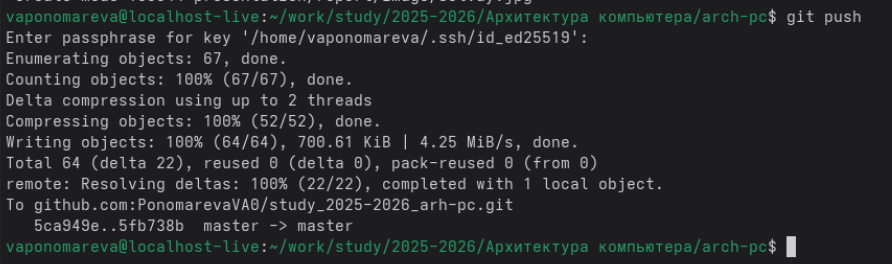 vaponomareva@localhost-live:~/work/study/2025-2026/Архитектура компьютера/arch-pc$ git push
Enter passphrase for key '/home/vaponomareva/.ssh/id_ed25519':
Enumerating objects: 67, done.
Counting objects: 100% (67/67), done.
Delta compression using up to 2 threads
Compressing objects: 100% (52/52), done.
Writing objects: 100% (64/64), 700.61 KiB | 4.25 MiB/s, done.
Total 64 (delta 22), reused 0 (delta 0), pack-reused 0 (from 0)
remote: Resolving deltas: 100% (22/22), completed with 1 local object.
To github.com:PonomarevaVA0/study_2025-2026_arh-pc.git
   5ca949e..5fb738b  master -> master
vaponomareva@localhost-live:~/work/study/2025-2026/Архитектура компьютера/arch-pc$